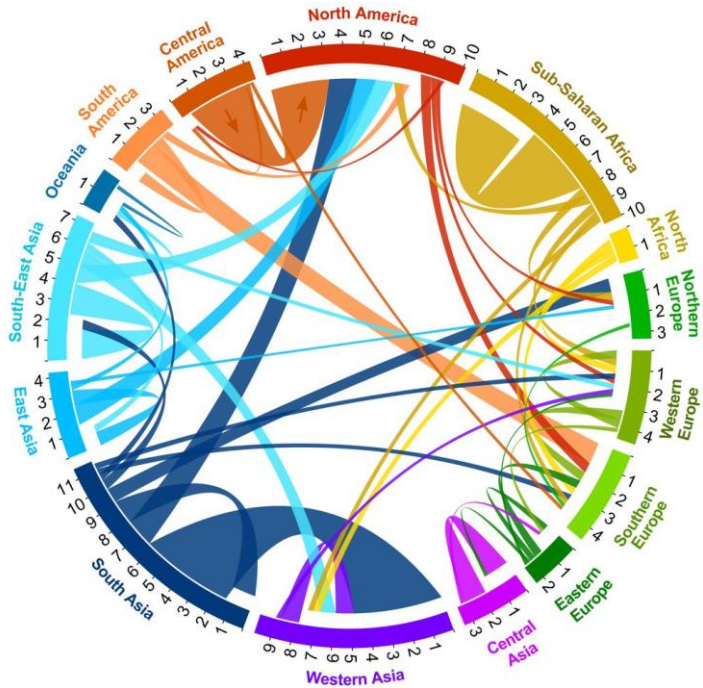 North America
1 2 3 4 5 6 7 8 9 10
Sub-Saharan Africa
1 2 3 4 5 6 7 8 9 10
North
Africa
1
Northern
Europe
1 2 3
Western
Europe
1 2 3 4
Southern
Europe
1 2 3 4
Eastern
Europe
1 2
Central
Asia
1 2 3
Western Asia
1 2 3 4 5 6 7 8 9
South Asia
1 2 3 4 5 6 7 8 9 10 11
East Asia
1 2 3 4
South-East Asia
1 2 3 4 5 6 7
Oceania
1
South
America
1 2 3
Central
America
1 2 3 4